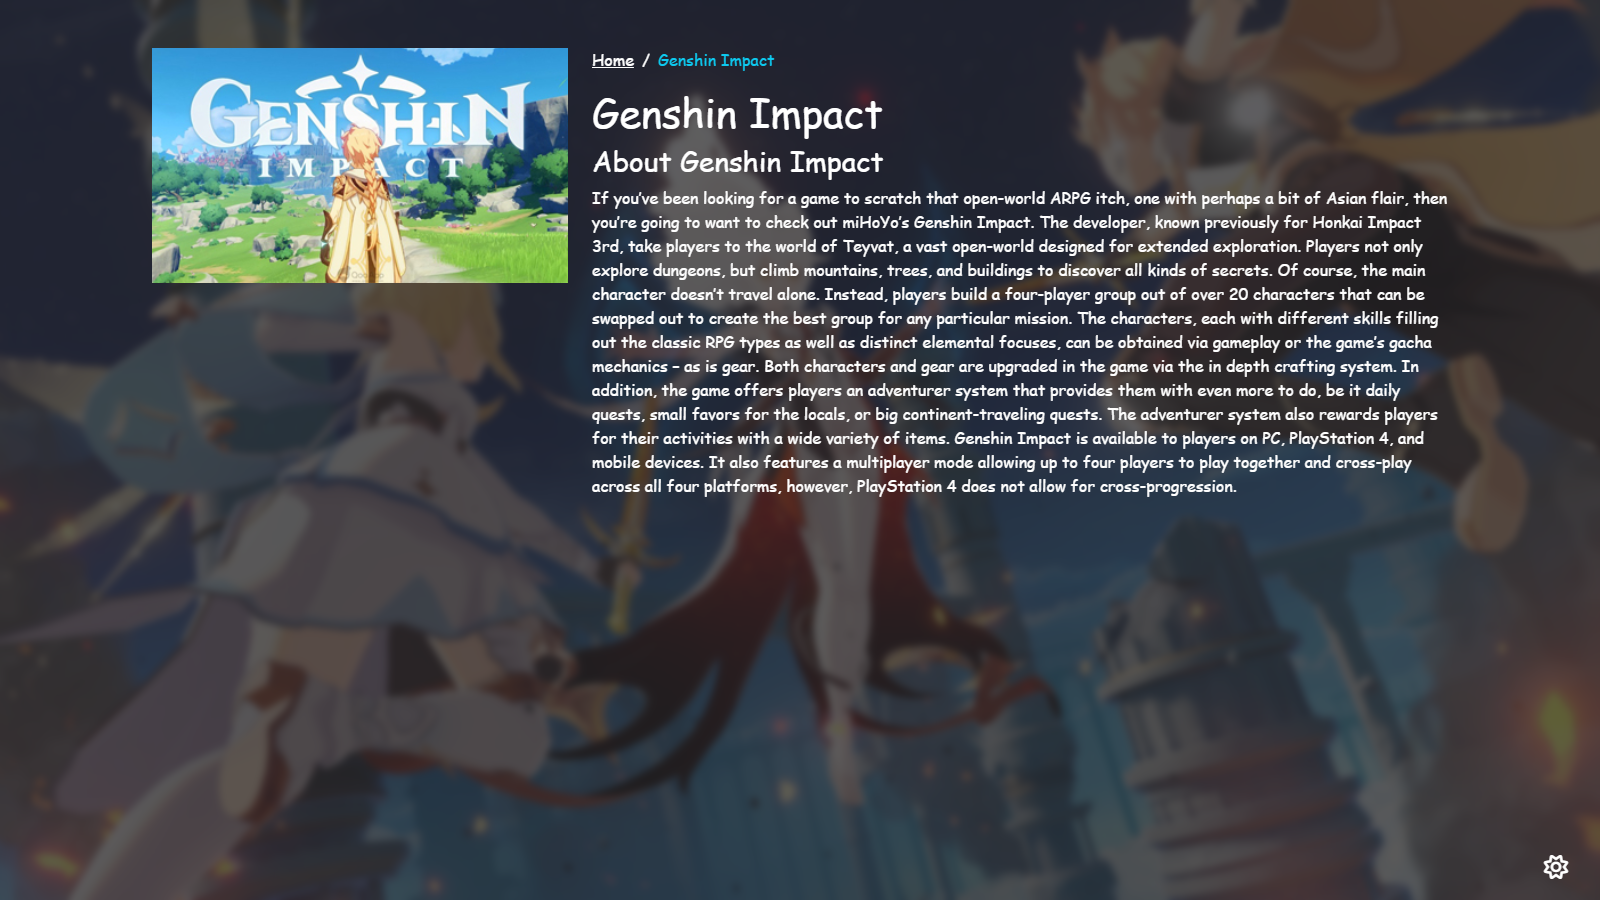 GENSHIN
IMPACT
Home / Genshin Impact
Genshin Impact
About Genshin Impact
If you've been looking for a game to scratch that open-world ARPG itch, one with perhaps a bit of Asian flair, then
you're going to want to check out miHoYo's Genshin Impact. The developer, known previously for Honkai Impact
3rd, take players to the world of Teyvat, a vast open-world designed for extended exploration. Players not only
explore dungeons, but climb mountains, trees, and buildings to discover all kinds of secrets. Of course, the main
character doesn't travel alone. Instead, players build a four-player group out of over 20 characters that can be
swapped out to create the best group for any particular mission. The characters, each with different skills filling
out the classic RPG types as well as distinct elemental focuses, can be obtained via gameplay or the game's gacha
mechanics – as is gear. Both characters and gear are upgraded in the game via the in depth crafting system. In
addition, the game offers players an adventurer system that provides them with even more to do, be it daily
quests, small favors for the locals, or big continent-traveling quests. The adventurer system also rewards players
for their activities with a wide variety of items. Genshin Impact is available to players on PC, PlayStation 4, and
mobile devices. It also features a multiplayer mode allowing up to four players to play together and cross-play
across all four platforms, however, PlayStation 4 does not allow for cross-progression.